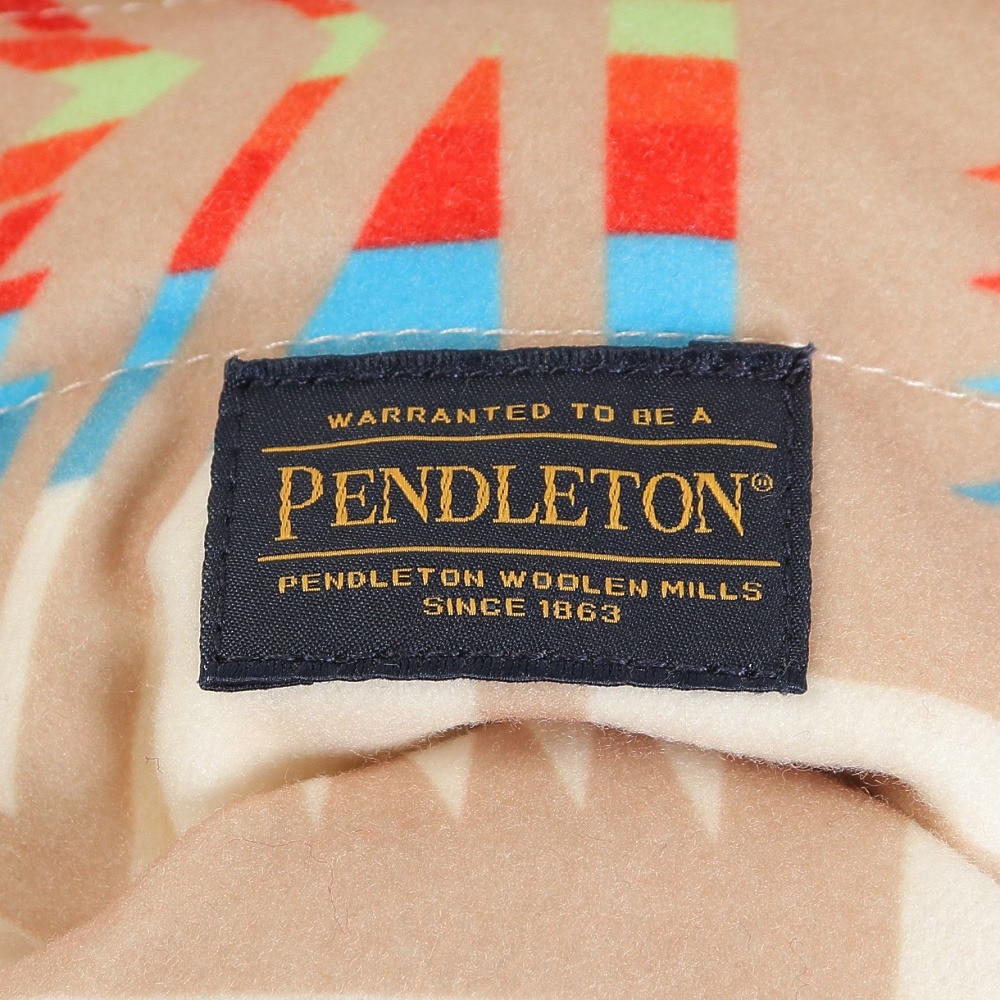 WARRANTED TO BE A
PENDLETON®
PENDLETON WOOLEN MILLS
SINCE 1863